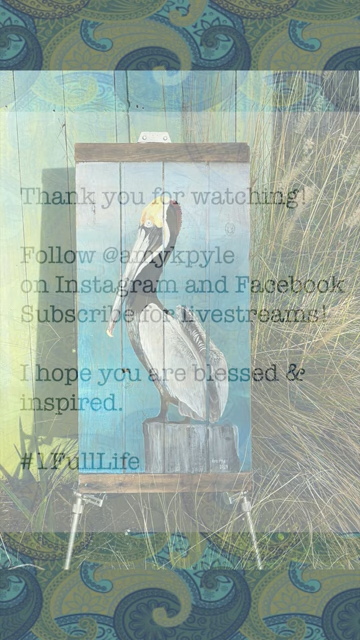 Thank you for watching!
Follow @amykpyle
on Instagram and Facebook
Subscribe for livestreams!
I hope you are blessed &
inspired.
#1FullLife